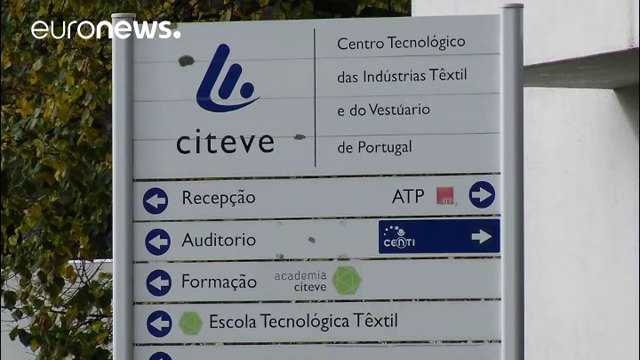 euronews.
Centro Tecnológico
das Indústrias Têxtil
e do Vestuário
de Portugal
citeve
Recepção
ATP
Auditorio
CENTI
Formação
academia
citeve
Escola Tecnológica Têxtil